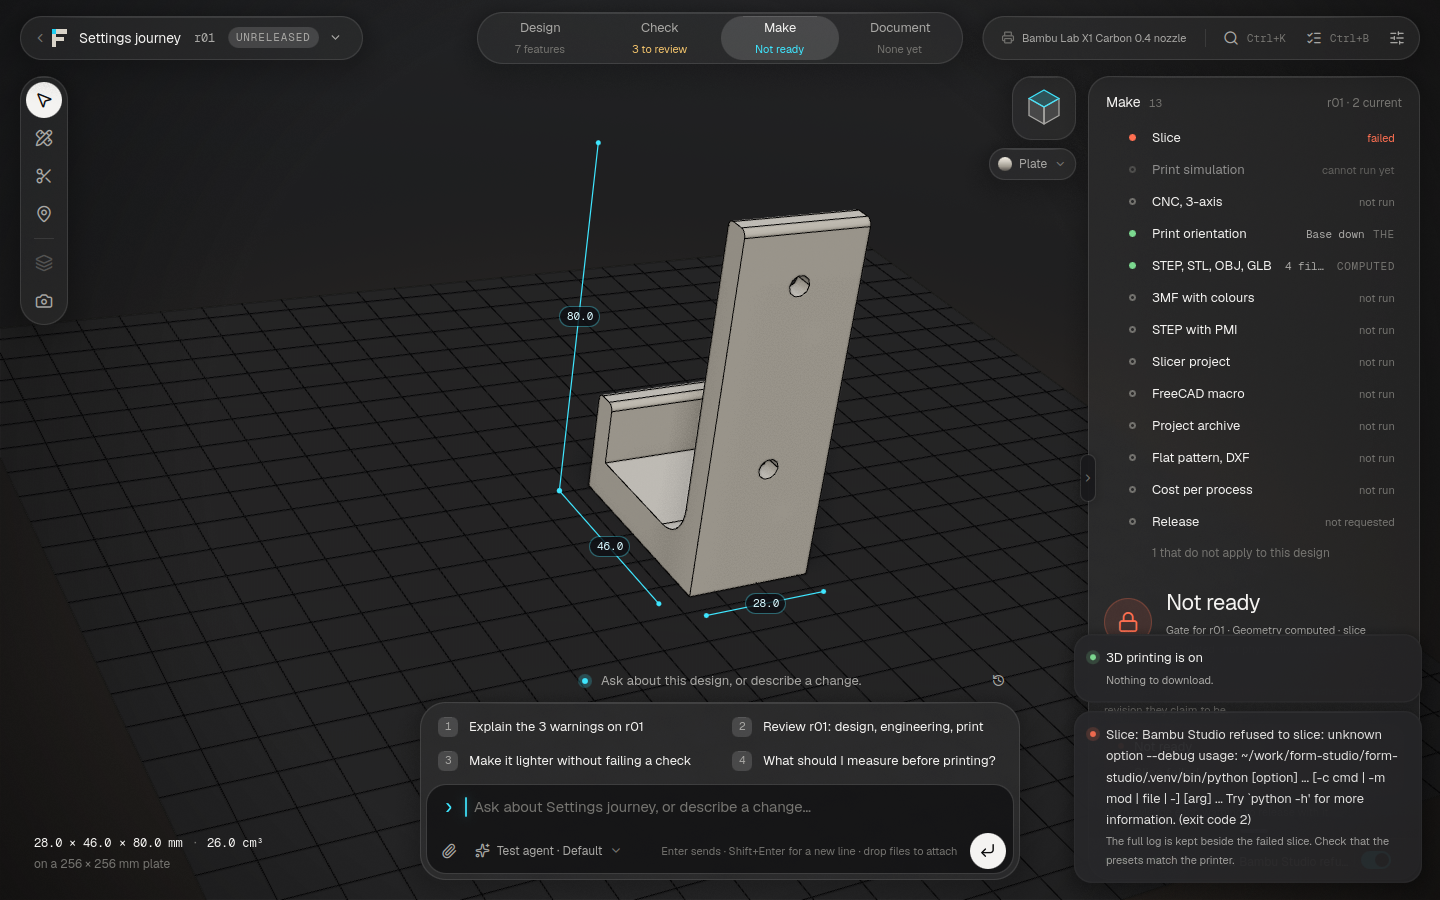 Settings journey r01 UNRELEASED
Design
7 features
Check
3 to review
Make
Not ready
Document
None yet
Bambu Lab X1 Carbon 0.4 nozzle
Ctrl+K
Ctrl+B
Plate
Make 13
r01 · 2 current
Slice failed
Print simulation cannot run yet
CNC, 3-axis not run
Print orientation Base down THE
STEP, STL, OBJ, GLB 4 fil… COMPUTED
3MF with colours not run
STEP with PMI not run
Slicer project not run
FreeCAD macro not run
Project archive not run
Flat pattern, DXF not run
Cost per process not run
Release not requested
1 that do not apply to this design
Not ready
Gate for r01 · Geometry computed · slice
3D printing is on
Nothing to download.
revision they claim to be
Slice: Bambu Studio refused to slice: unknown
option --debug usage: ~/work/form-studio/form-
studio/.venv/bin/python [option] ... [-c cmd | -m
mod | file | -] [arg] ... Try `python -h' for more
information. (exit code 2)
The full log is kept beside the failed slice. Check that the
presets match the printer.
80.0
46.0
28.0
Ask about this design, or describe a change.
1 Explain the 3 warnings on r01
2 Review r01: design, engineering, print
3 Make it lighter without failing a check
4 What should I measure before printing?
Ask about Settings journey, or describe a change...
Test agent · Default
Enter sends · Shift+Enter for a new line · drop files to attach
28.0 × 46.0 × 80.0 mm · 26.0 cm³
on a 256 × 256 mm plate